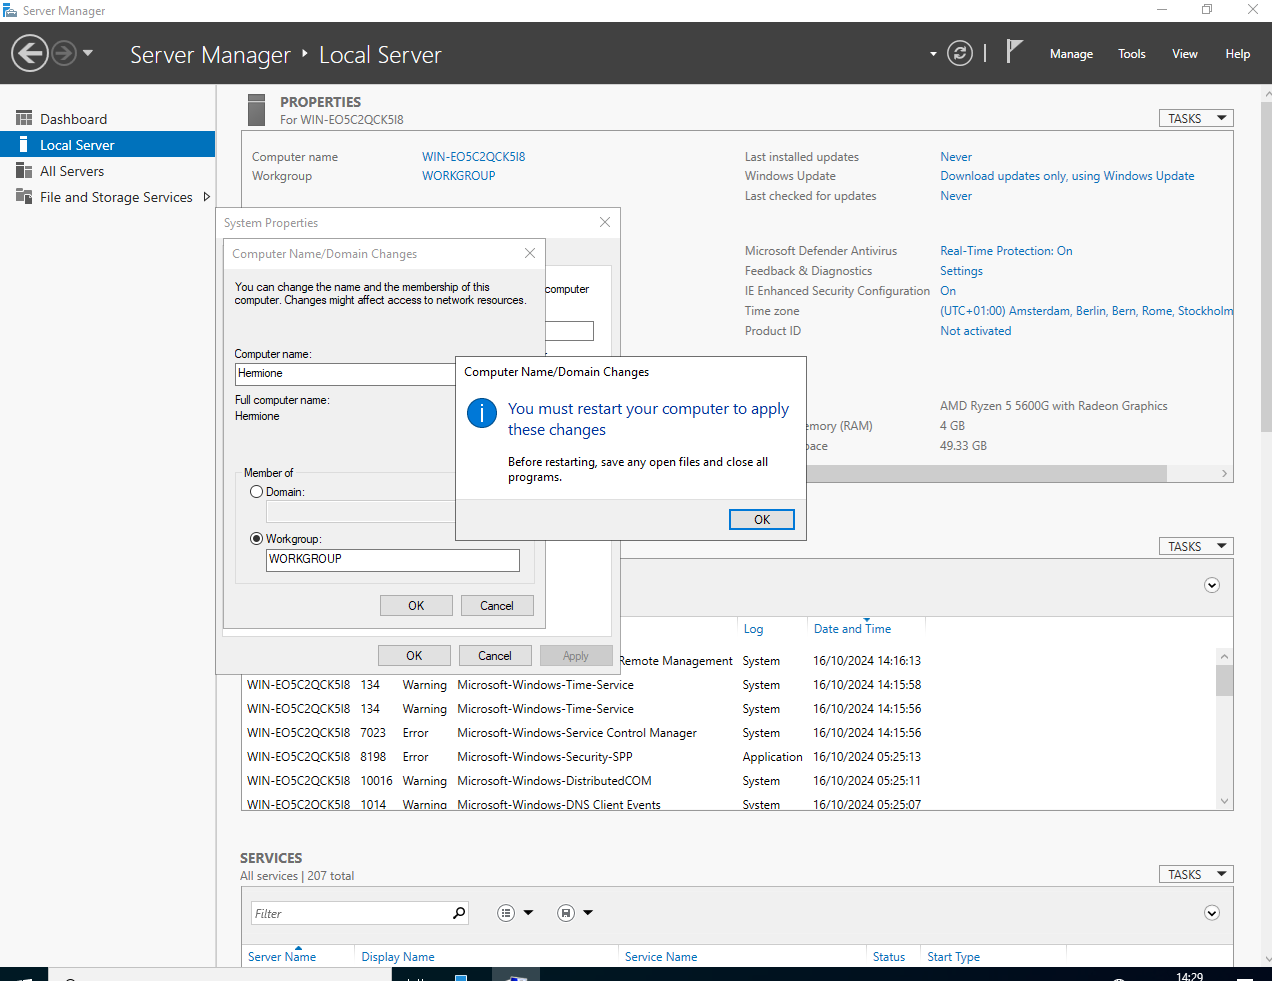 Server Manager
Server Manager ‣ Local Server
Manage Tools View Help
Dashboard
Local Server
All Servers
File and Storage Services
PROPERTIES
For WIN-EO5C2QCK5I8
TASKS
Computer name WIN-EO5C2QCK5I8
Workgroup WORKGROUP
Last installed updates Never
Windows Update Download updates only, using Windows Update
Last checked for updates Never
Microsoft Defender Antivirus Real-Time Protection: On
Feedback & Diagnostics Settings
IE Enhanced Security Configuration On
Time zone (UTC+01:00) Amsterdam, Berlin, Bern, Rome, Stockholm
Product ID Not activated
AMD Ryzen 5 5600G with Radeon Graphics
emory (RAM) 4 GB
pace 49.33 GB
System Properties
computer
Computer Name/Domain Changes
You can change the name and the membership of this
computer. Changes might affect access to network resources.
Computer name:
Hermione
Full computer name:
Hermione
Member of
Domain:
Workgroup:
WORKGROUP
OK Cancel
OK Cancel Apply
Computer Name/Domain Changes
You must restart your computer to apply
these changes
Before restarting, save any open files and close all
programs.
OK
TASKS
Log Date and Time
Remote Management System 16/10/2024 14:16:13
WIN-EO5C2QCK5I8 134 Warning Microsoft-Windows-Time-Service System 16/10/2024 14:15:58
WIN-EO5C2QCK5I8 134 Warning Microsoft-Windows-Time-Service System 16/10/2024 14:15:56
WIN-EO5C2QCK5I8 7023 Error Microsoft-Windows-Service Control Manager System 16/10/2024 14:15:56
WIN-EO5C2QCK5I8 8198 Error Microsoft-Windows-Security-SPP Application 16/10/2024 05:25:13
WIN-EO5C2QCK5I8 10016 Warning Microsoft-Windows-DistributedCOM System 16/10/2024 05:25:11
WIN-EO5C2QCK5I8 1014 Warning Microsoft-Windows-DNS Client Events System 16/10/2024 05:25:07
SERVICES
All services | 207 total
TASKS
Filter
Server Name Display Name Service Name Status Start Type
14:29